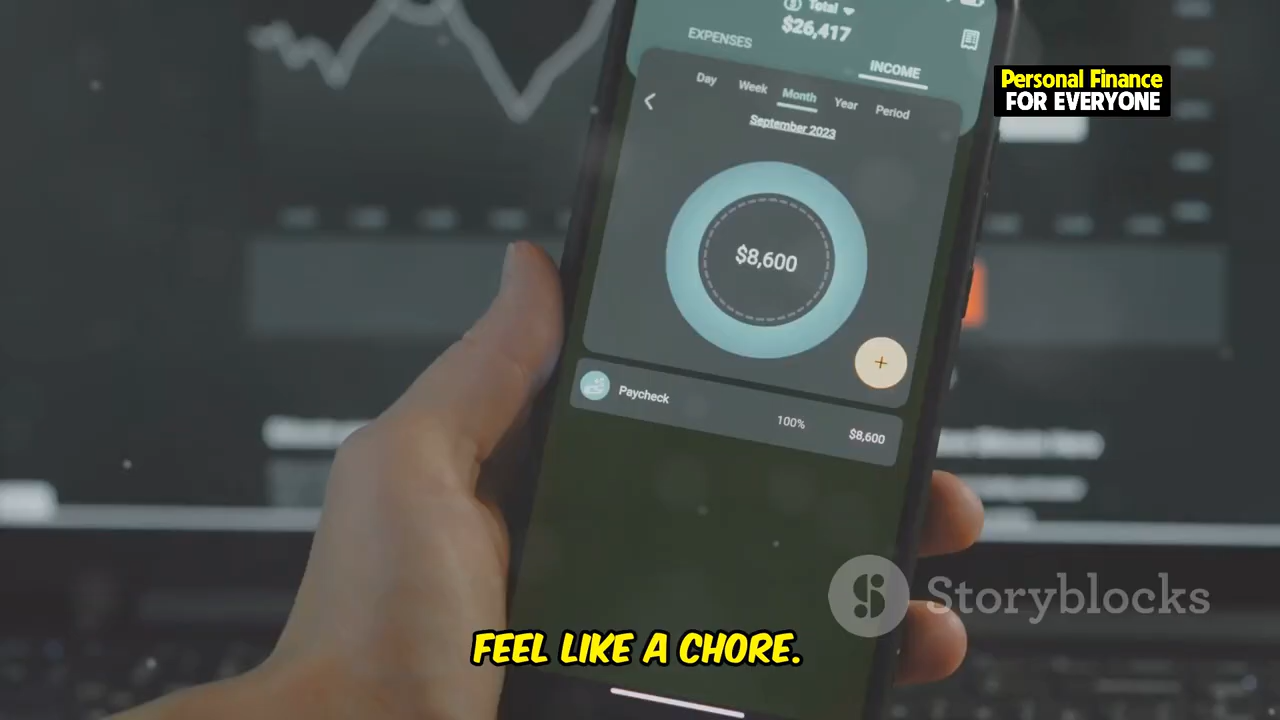 Total
$26,417
EXPENSES
INCOME
Day Week Month Year Period
September 2023
$8,600
Paycheck 100% $8,600
Personal Finance
FOR EVERYONE
Storyblocks
FEEL LIKE A CHORE.